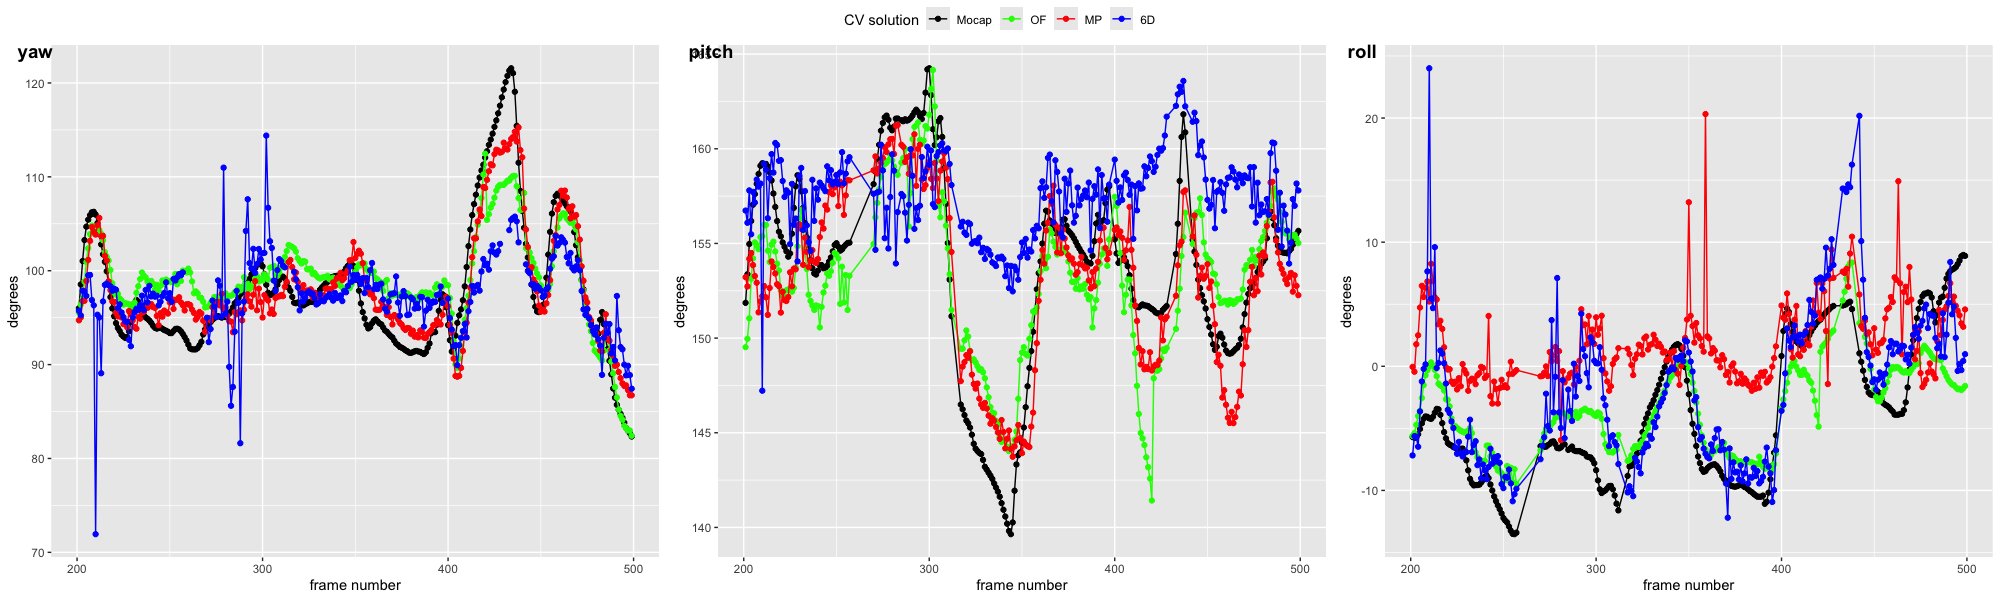 CV solution Mocap OF MP 6D
yaw
pitch
roll
120
110
100
90
80
70
degrees
200 300 400 500
frame number
160
155
150
145
140
degrees
200 300 400 500
frame number
20
10
0
-10
degrees
200 300 400 500
frame number